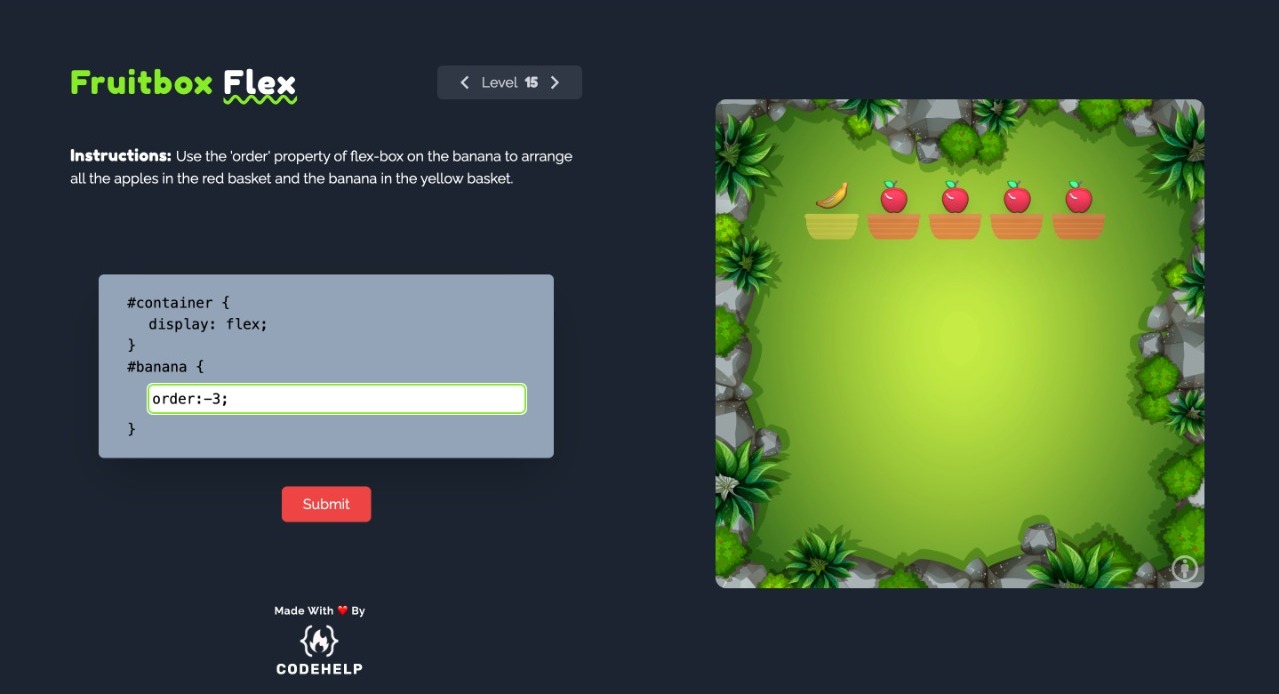 Fruitbox Flex
Level 15
Instructions: Use the 'order' property of flex-box on the banana to arrange
all the apples in the red basket and the banana in the yellow basket.
#container {
display: flex;
}
#banana {
order:-3;
}
Submit
Made With ❤️ By
CODEHELP